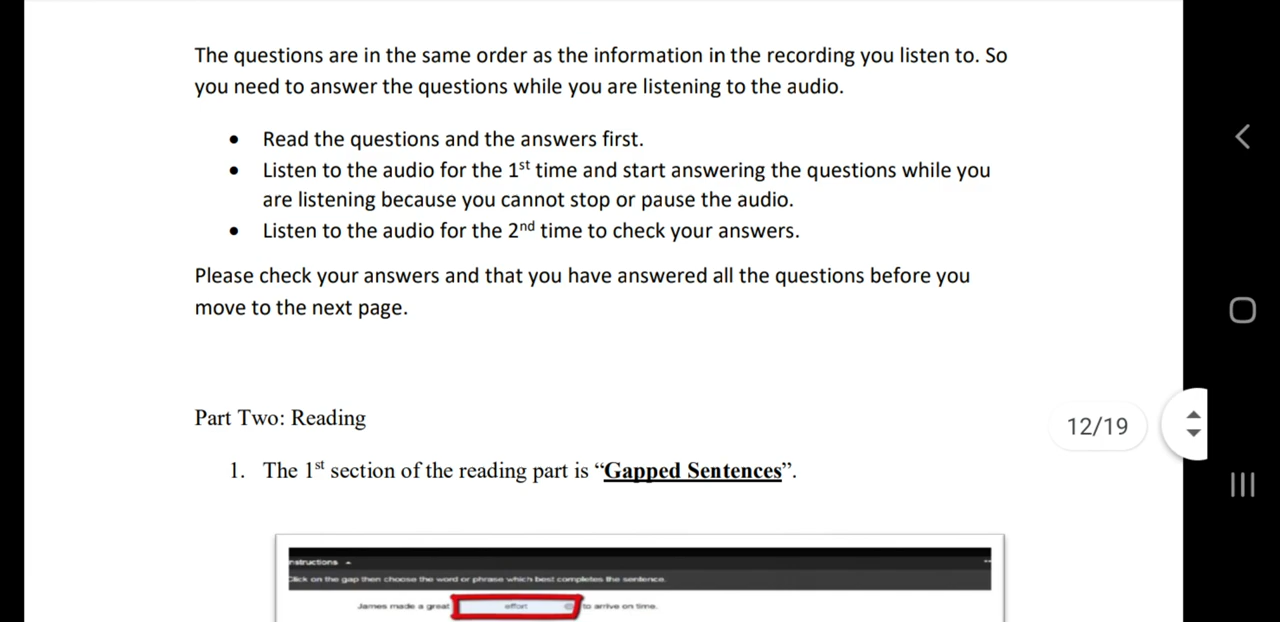 The questions are in the same order as the information in the recording you listen to. So
you need to answer the questions while you are listening to the audio.
• Read the questions and the answers first.
• Listen to the audio for the 1st time and start answering the questions while you
are listening because you cannot stop or pause the audio.
• Listen to the audio for the 2nd time to check your answers.
Please check your answers and that you have answered all the questions before you
move to the next page.
Part Two: Reading
12/19
1. The 1st section of the reading part is “Gapped Sentences”.
nstructions
Click on the gap then choose the word or phrase which best completes the sentence.
James made a great effort to arrive on time.